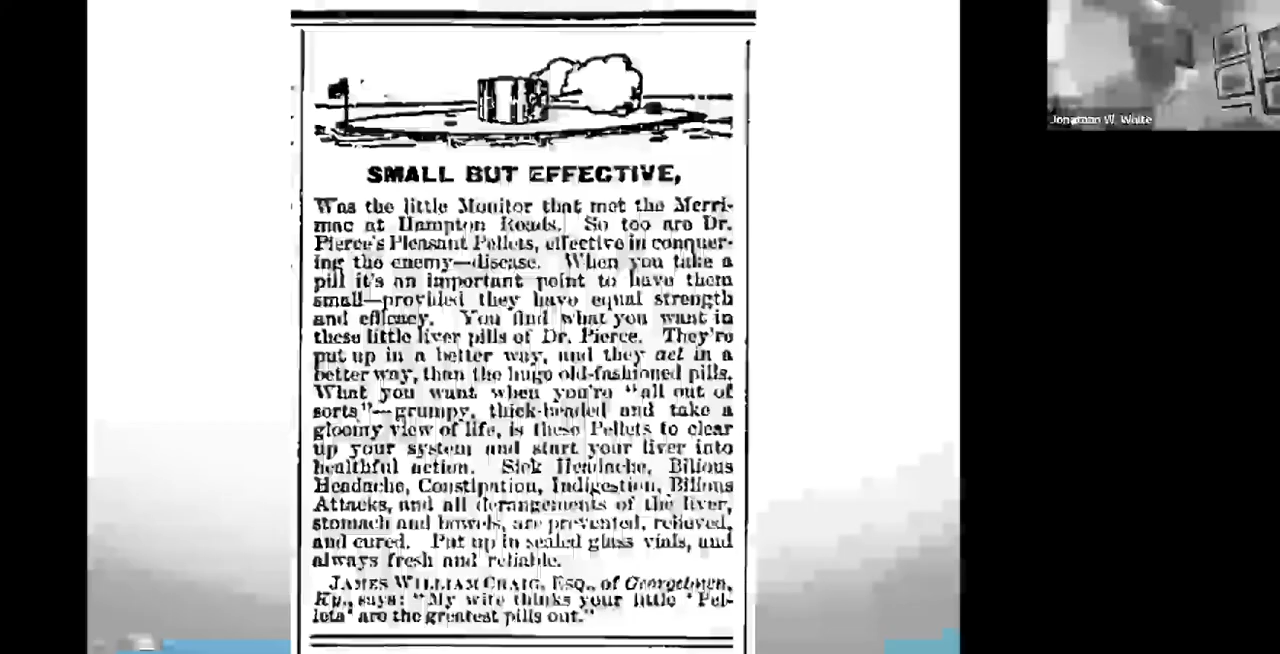 SMALL BUT EFFECTIVE,
Was the little Monitor that met the Merri-
mac at Hampton Roads. So too are Dr.
Pierce's Pleasant Pellets, effective in conquer-
ing the enemy—disease. When you take a
pill it's an important point to have them
small—provided they have equal strength
and efficacy. You find what you want in
these little liver pills of Dr. Pierce. They're
put up in a better way, and they act in a
better way, than the huge old-fashioned pills.
What you want when you're "all out of
sorts"—grumpy, thick-headed and take a
gloomy view of life, is these Pellets to clear
up your system and start your liver into
healthful action. Sick Headache, Bilious
Headache, Constipation, Indigestion, Bilious
Attacks, and all derangements of the liver,
stomach and bowels, are prevented, relieved,
and cured. Put up in sealed glass vials, and
always fresh and reliable.
JAMES WILLIAM CRAIG, ESQ., of Georgetown,
Ky., says: "My wife thinks your little 'Pel-
lets' are the greatest pills out."
Jonathan W. White